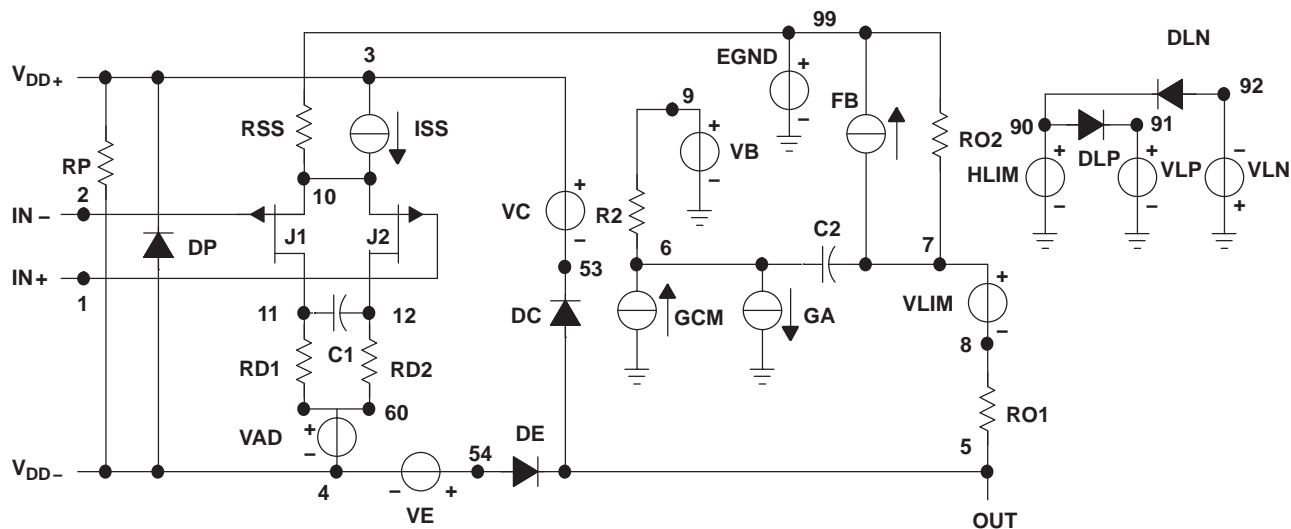 99
3
DLN
V DD +
EGND
+
9
FB
92
RSS
ISS
+
90
91
RP
VB
RO2
−
10
−
DLP
+
+
−
2
+
HLIM
VLP
VLN
IN −
R2
C2
−
−
+
VC
J1
J2
6
7
DP
−
IN +
53
+
1
GCM
GA
VLIM
11
12
DC
−
8
C1
RD1
RD2
RO1
60
+
VAD
DE
5
−
54
V DD −
4
−
+
VE
OUT